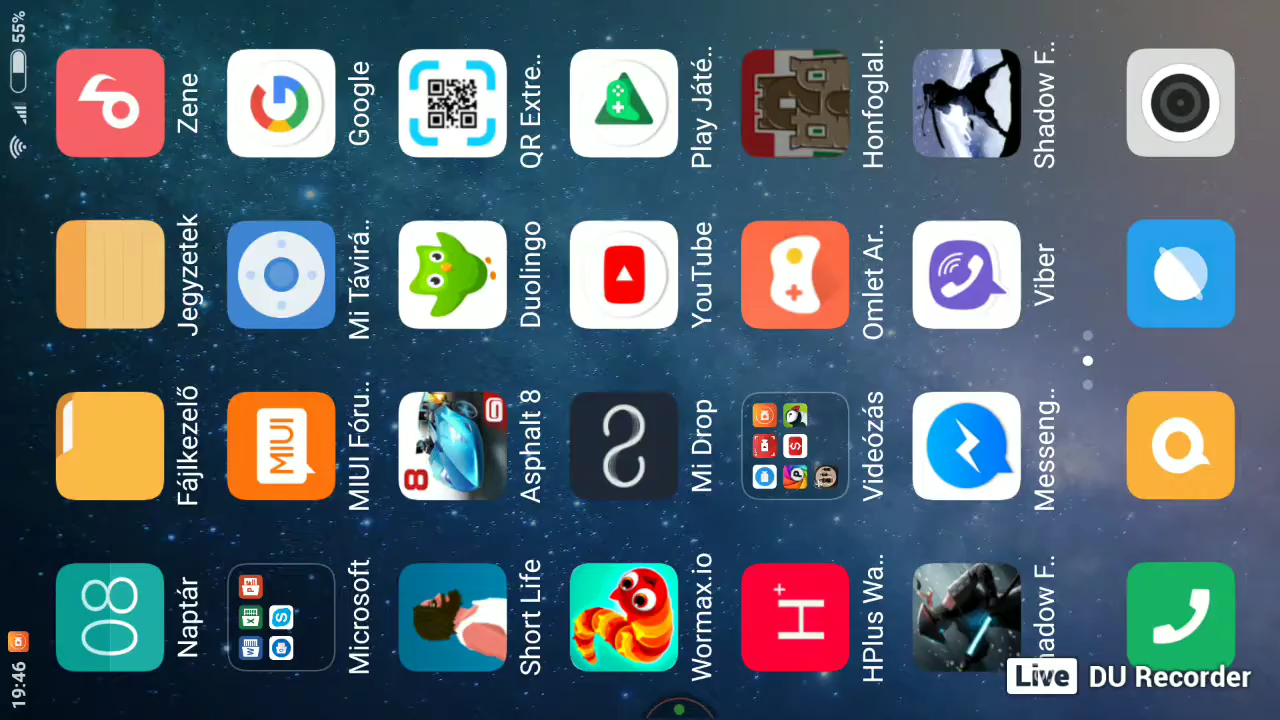 19:46 55%
08 
Naptár Fájlkezelő Jegyzetek Zene
MIUI
Microsoft MIUI Fóru.. Mi Távirá.. Google
8
Short Life Asphalt 8 Duolingo QR Extre..
Wormax.io Mi Drop YouTube Play Játé..
H+
HPlus Wa.. Videózás Omlet Ar.. Honfoglal..
hadow F.. Messeng.. Viber Shadow F..
Live DU Recorder